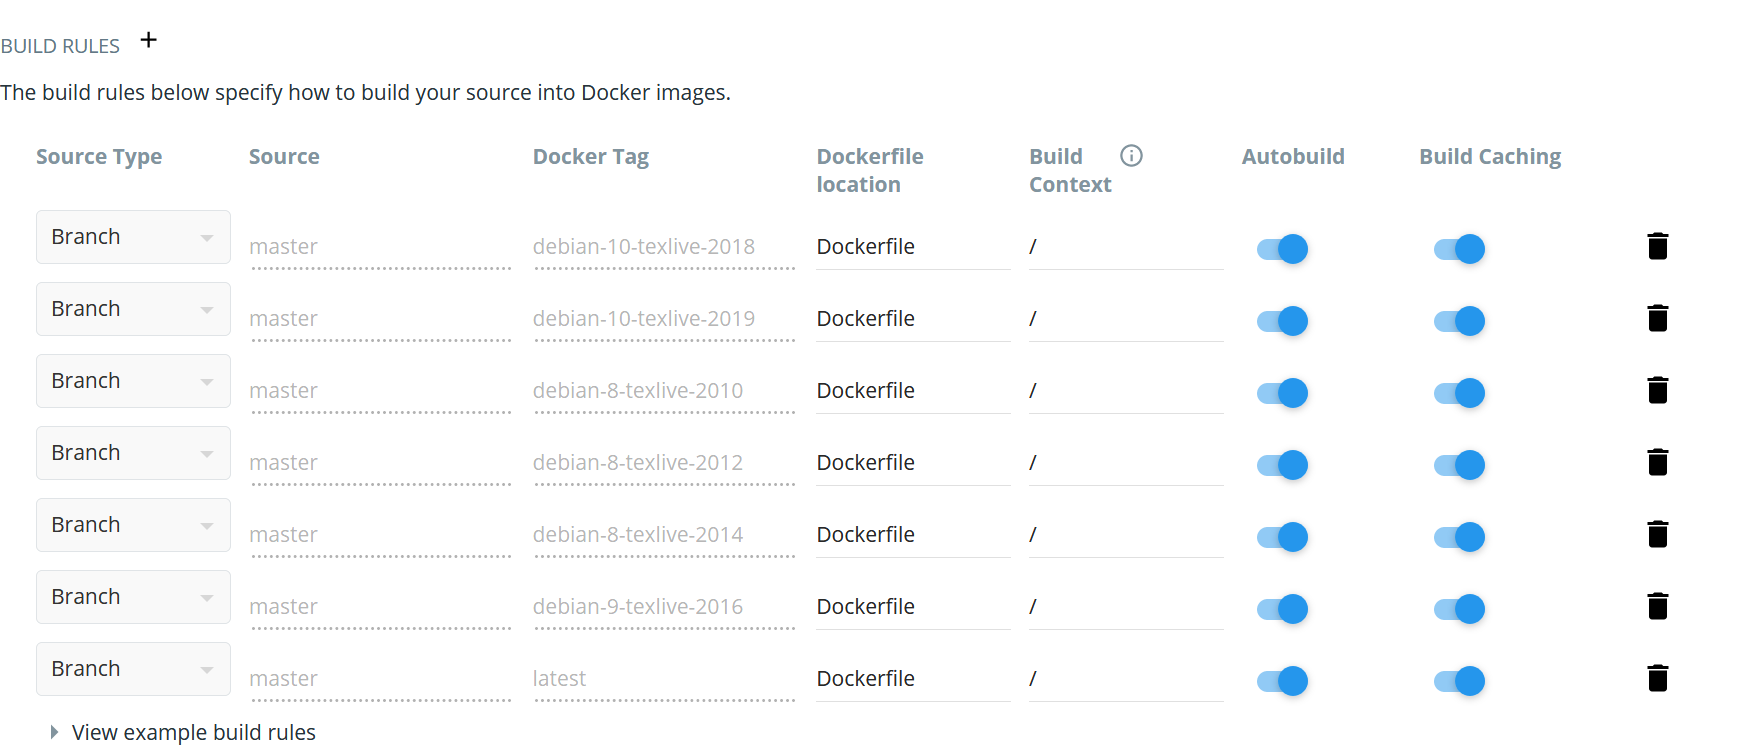 BUILD RULES +
The build rules below specify how to build your source into Docker images.
Source Type Source Docker Tag Dockerfile location Build Context Autobuild Build Caching
Branch master debian-10-texlive-2018 Dockerfile /
Branch master debian-10-texlive-2019 Dockerfile /
Branch master debian-8-texlive-2010 Dockerfile /
Branch master debian-8-texlive-2012 Dockerfile /
Branch master debian-8-texlive-2014 Dockerfile /
Branch master debian-9-texlive-2016 Dockerfile /
Branch master latest Dockerfile /
View example build rules